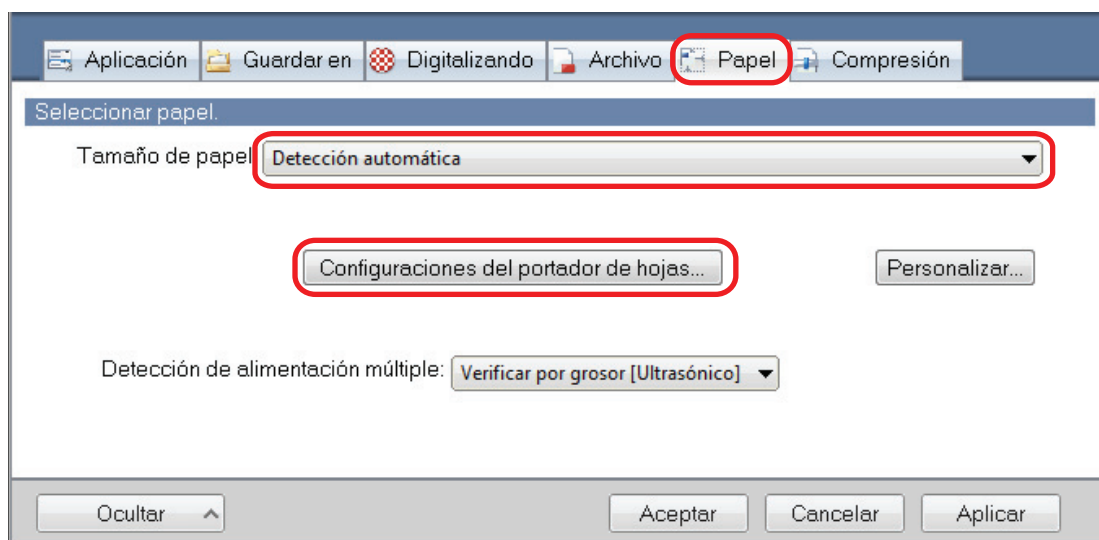 Aplicación Guardar en Digitalizando Archivo Papel Compresión
Seleccionar papel.
Tamaño de papel Detección automática
Configuraciones del portador de hojas... Personalizar...
Detección de alimentación múltiple: Verificar por grosor [Ultrasónico]
Ocultar Aceptar Cancelar Aplicar